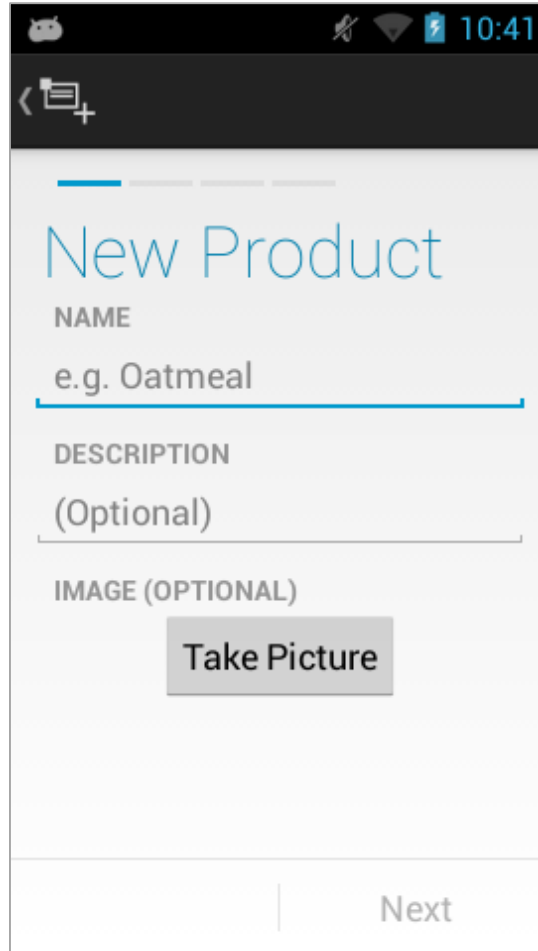 10:41
New Product
NAME
e.g. Oatmeal
DESCRIPTION
(Optional)
IMAGE (OPTIONAL)
Take Picture
Next